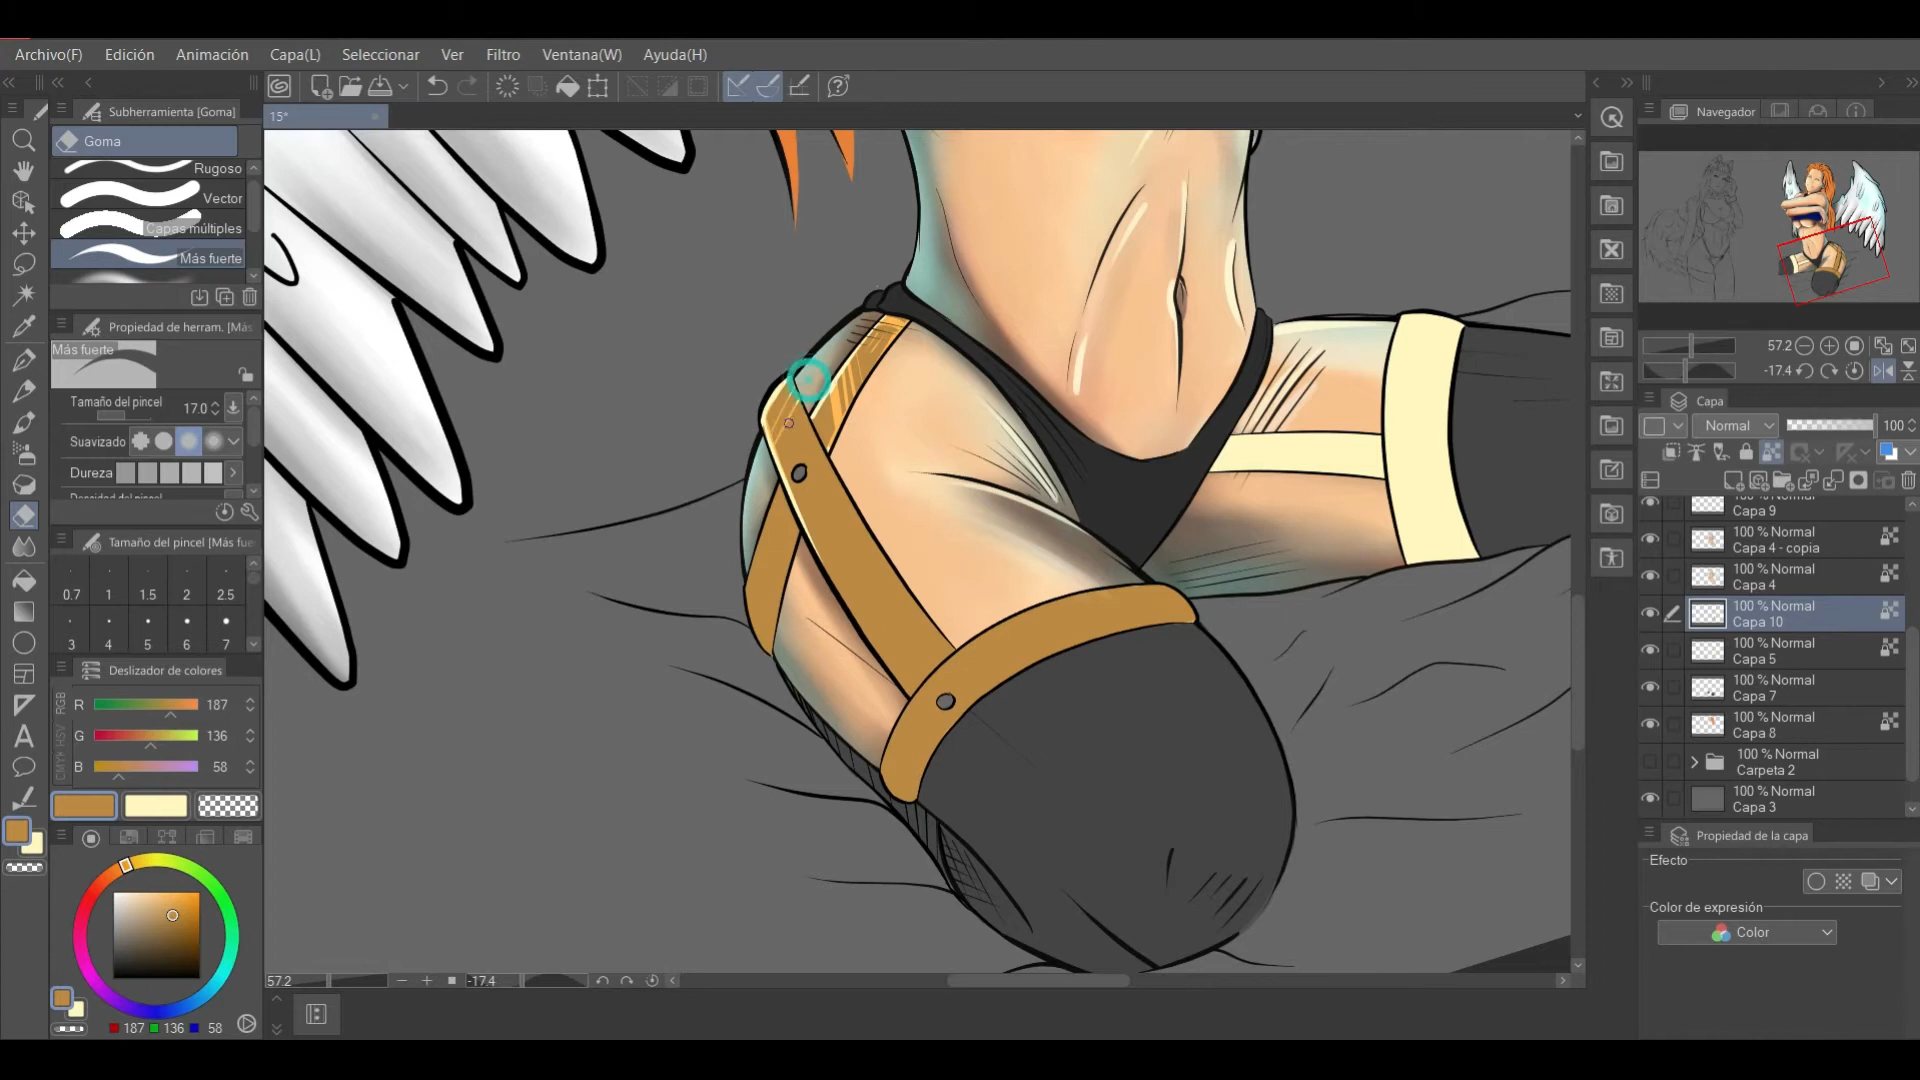 Archivo(F) Edición Animación Capa(L) Seleccionar Ver Filtro Ventana(W) Ayuda(H)
Subherramienta [Goma]
15*
Navegador
Goma
Rugoso
Vector
Capas múltiples
Más fuerte
Propiedad de herram. [Más
Más fuerte
Tamaño del pincel 17.0
Suavizado
Dureza
Tamaño del pincel [Más fue
0.7 1 1.5 2 2.5
3 4 5 6 7
Deslizador de colores
RGB
HSV
CMYK
R 187
G 136
B 58
187 136 58
57.2
-17.4
57.2
-17.4
Capa
Normal 100
100 % Normal
Capa 9
100 % Normal
Capa 4 - copia
100 % Normal
Capa 4
100 % Normal
Capa 10
100 % Normal
Capa 5
100 % Normal
Capa 7
100 % Normal
Capa 8
100 % Normal
Carpeta 2
100 % Normal
Capa 3
Propiedad de la capa
Efecto
Color de expresión
Color